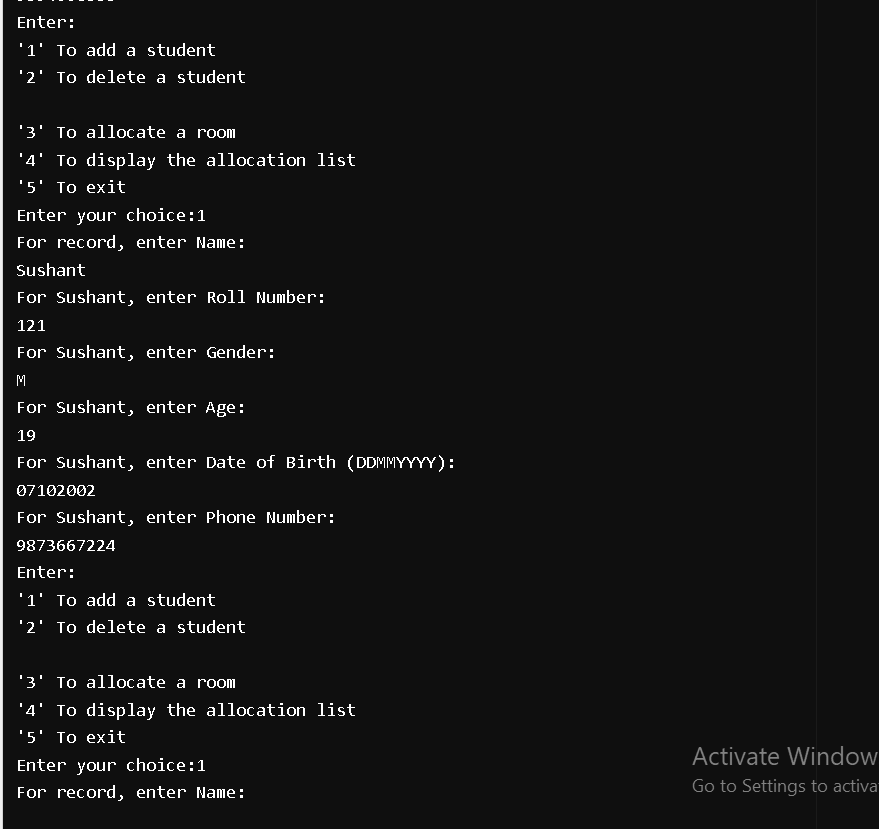 Enter:
'1' To add a student
'2' To delete a student
'3' To allocate a room
'4' To display the allocation list
'5' To exit
Enter your choice:1
For record, enter Name:
Sushant
For Sushant, enter Roll Number:
121
For Sushant, enter Gender:
M
For Sushant, enter Age:
19
For Sushant, enter Date of Birth (DDMMYYYY):
07102002
For Sushant, enter Phone Number:
9873667224
Enter:
'1' To add a student
'2' To delete a student
'3' To allocate a room
'4' To display the allocation list
'5' To exit
Enter your choice:1
For record, enter Name:
Activate Window
Go to Settings to activa